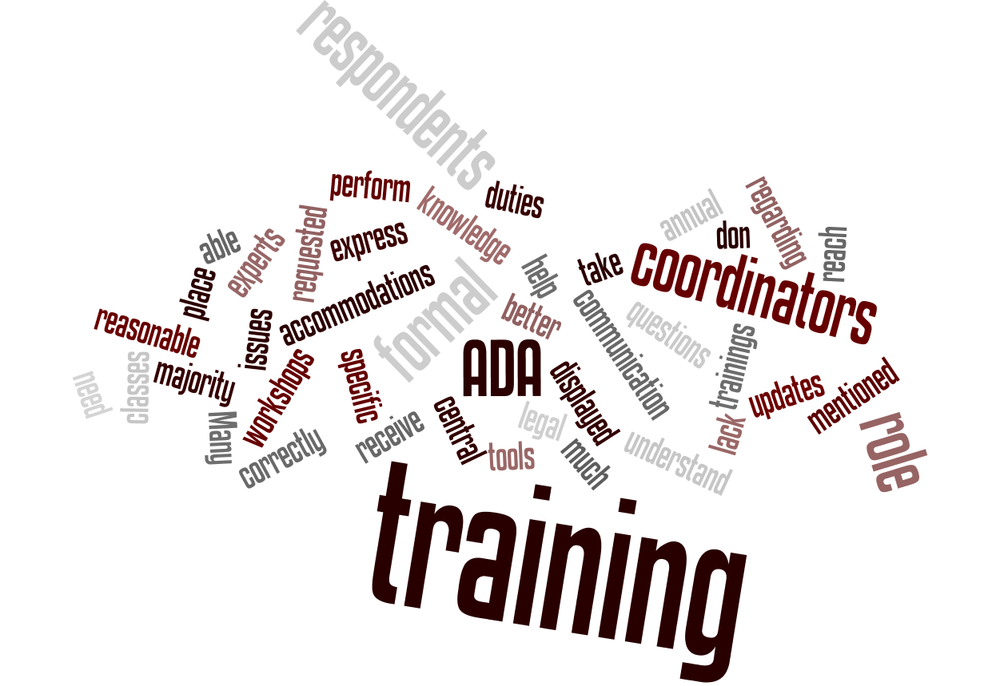 respondents
perform
knowledge
duties
annual
regarding
able
experts
requested
express
don
reach
place
accommodations
formal
help
take
coordinators
reasonable
issues
better
communication
questions
trainings
need
classes
majority
workshops
specific
ADA
displayed
updates
mentioned
Many
correctly
receive
central
legal
tools
much
understand
lack
role
training